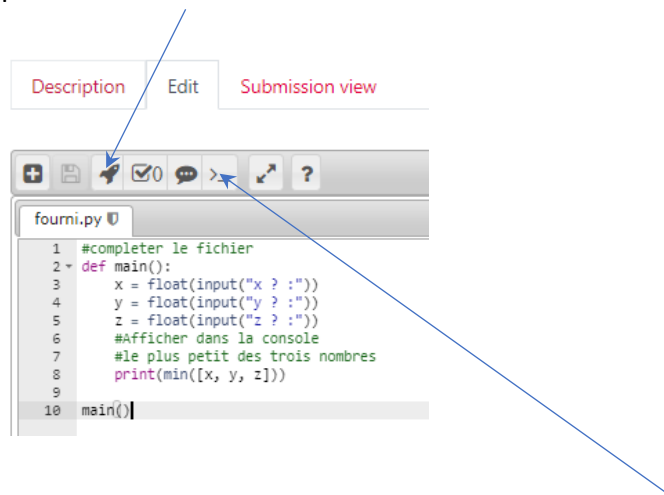 Description Edit Submission view
0 >_ ?
fourni.py
1 #completer le fichier
2 def main():
3 x = float(input("x ? :"))
4 y = float(input("y ? :"))
5 z = float(input("z ? :"))
6 #Afficher dans la console
7 #le plus petit des trois nombres
8 print(min([x, y, z]))
9
10 main()